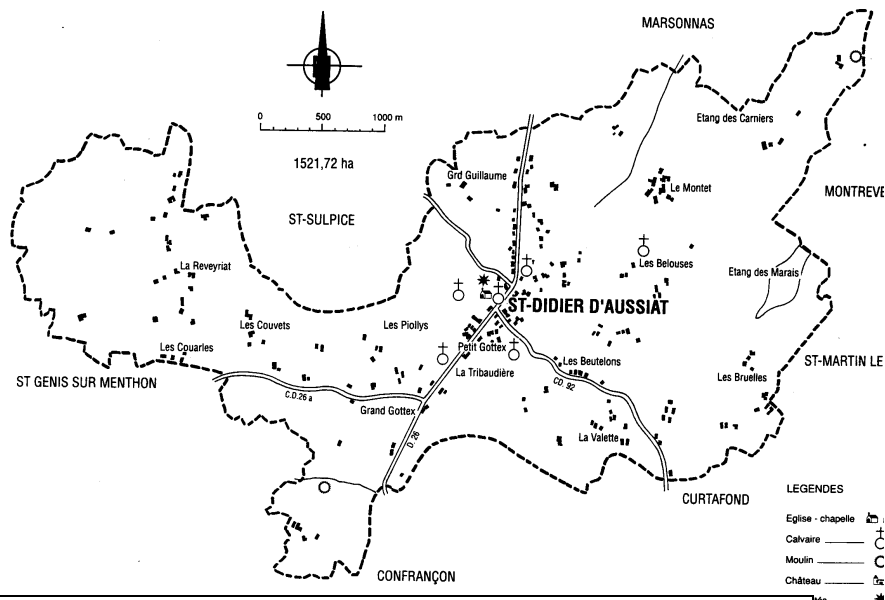 MARSONNAS
0 500 1000 m
Etang des Carniers
1521,72 ha
Grd Guillaume
Le Montet
MONTREVE
ST-SULPICE
La Reveyriat
Les Belouses
Etang des Marais
ST-DIDIER D'AUSSIAT
Les Couvets
Les Piollys
Les Couarles
Petit Gottex
Les Beutelons
ST-MARTIN LE
La Tribaudière
Les Bruelles
ST GENIS SUR MENTHON
C.D.26 a
CD. 92
Grand Gottex
D. 26
La Valette
CURTAFOND
LEGENDES
Eglise - chapelle
Calvaire
Moulin
Château
CONFRANÇON